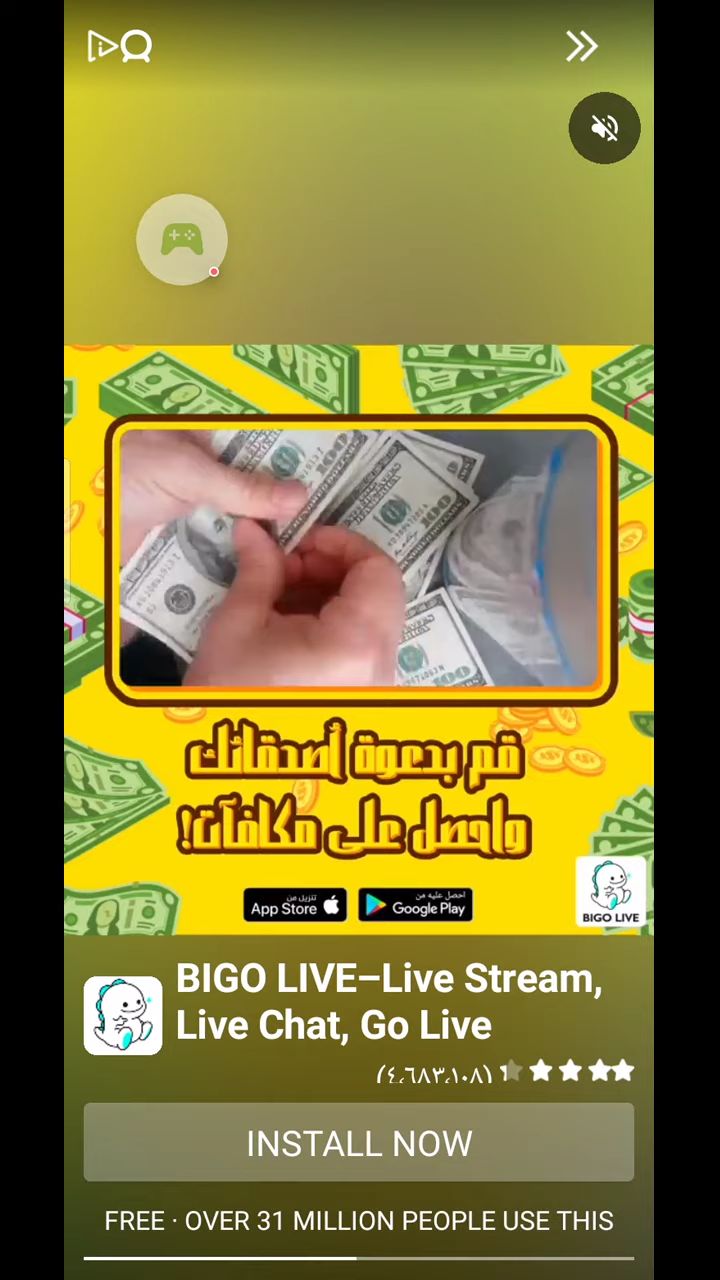 قم بدعوة أصدقائك
واحصل على مكافآت!
تنزيل من
App Store
احصل عليه من
Google Play
BIGO LIVE
BIGO LIVE–Live Stream,
Live Chat, Go Live
(٤،٦٨٣،١٠٨)
INSTALL NOW
FREE · OVER 31 MILLION PEOPLE USE THIS